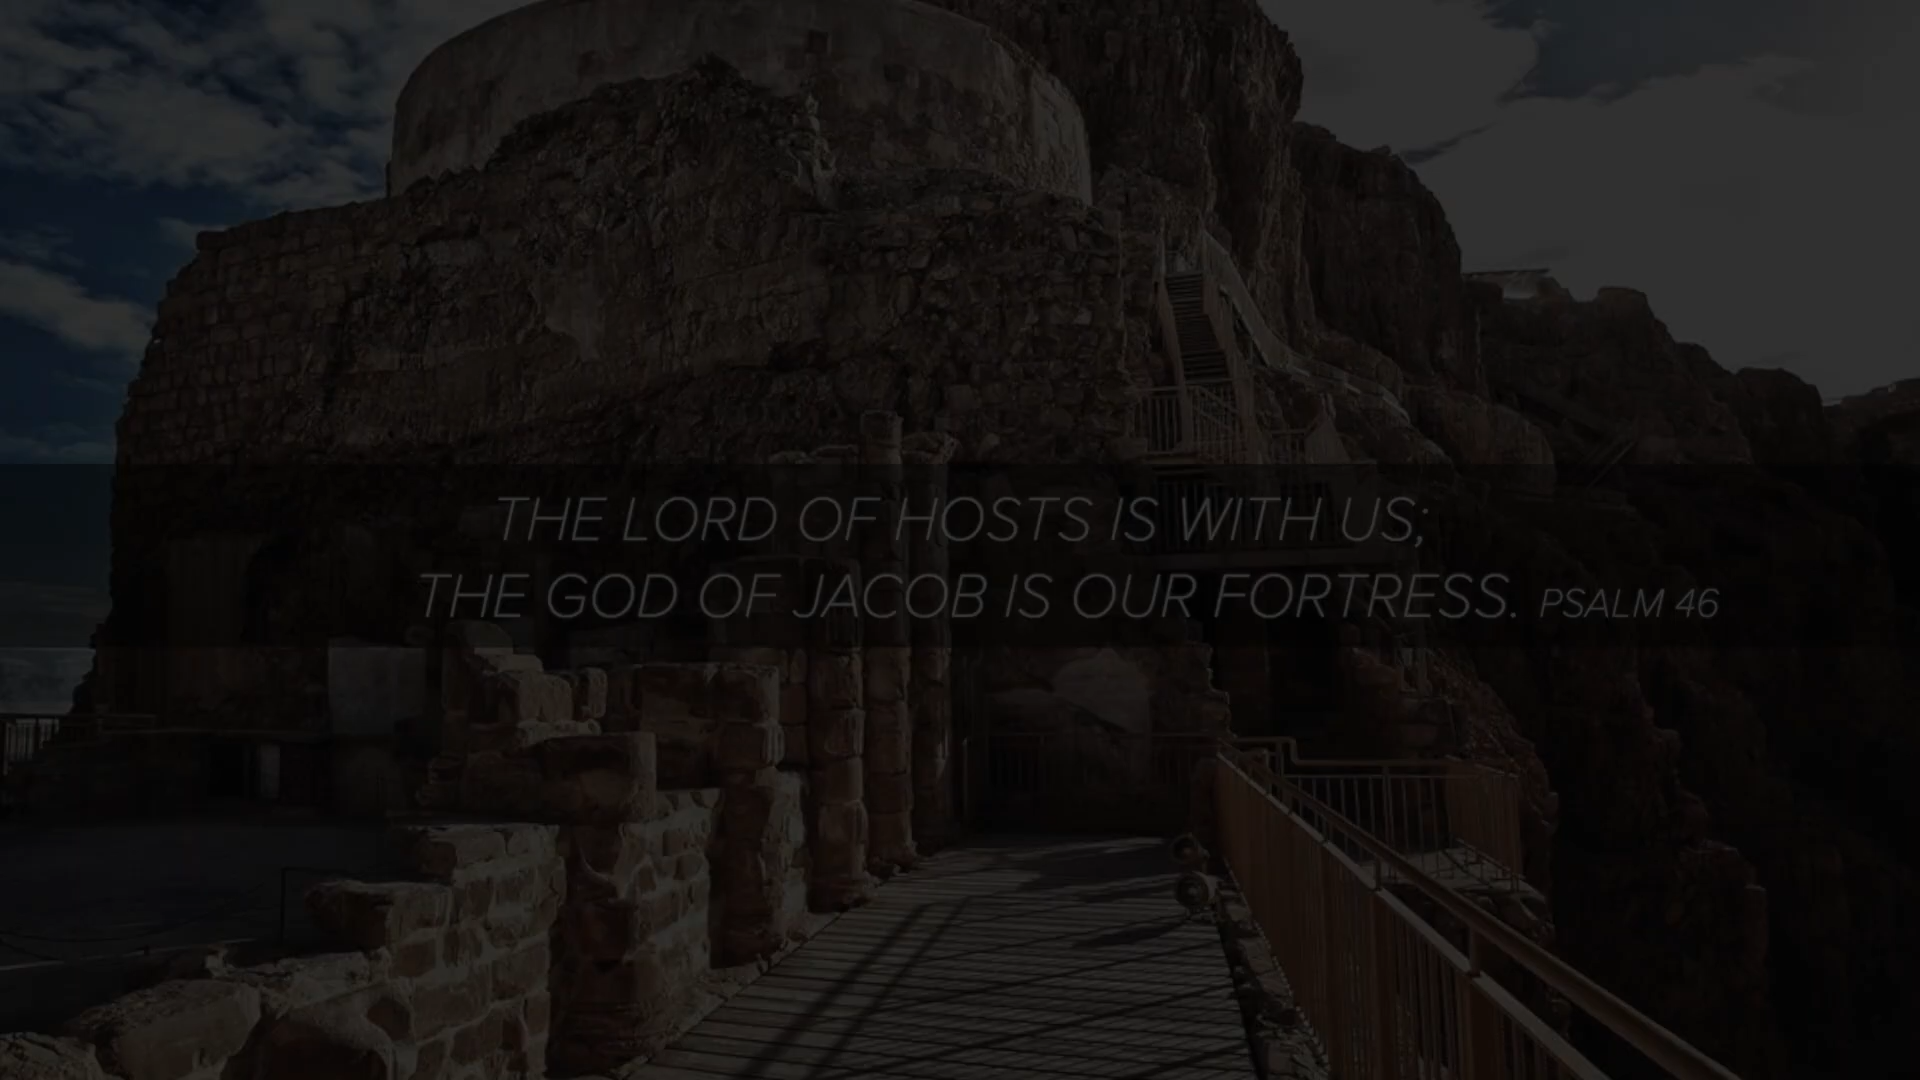 THE LORD OF HOSTS IS WITH US;
THE GOD OF JACOB IS OUR FORTRESS. PSALM 46